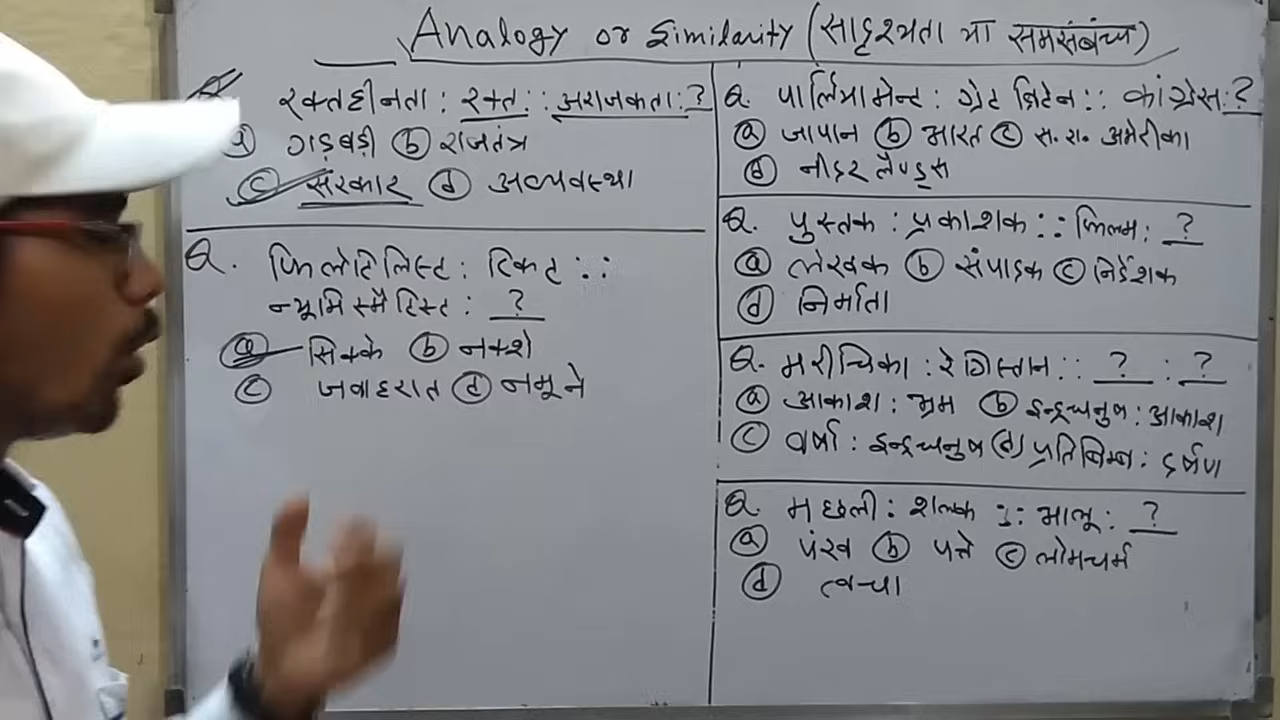 Analogy or Similarity (सादृश्यता या समसंबंध)
रक्तहीनता : रक्त :: अराजकता : ?
(a) गड़बड़ी (b) राजतंत्र
(c) सरकार (d) अव्यवस्था
Q. फिलेटिलिस्ट : टिकट ::
न्यूमिस्मैटिस्ट : ?
(a) सिक्के (b) नक्शे
(c) जवाहरात (d) नमूने
Q. पार्लियामेन्ट : ग्रेट ब्रिटेन :: कांग्रेस : ?
(a) जापान (b) भारत (c) स. रा. अमेरीका
(d) नीदरलैण्ड्स
Q. पुस्तक : प्रकाशक :: फिल्म : ?
(a) लेखक (b) संपादक (c) निर्देशक
(d) निर्माता
Q. मरीचिका : रेगिस्तान :: ? : ?
(a) आकाश : भ्रम (b) इन्द्रधनुष : आकाश
(c) वर्षा : इन्द्रधनुष (d) प्रतिबिम्ब : दर्पण
Q. मछली : शल्क :: भालू : ?
(a) पंख (b) पत्ते (c) लोमचर्म
(d) त्वचा